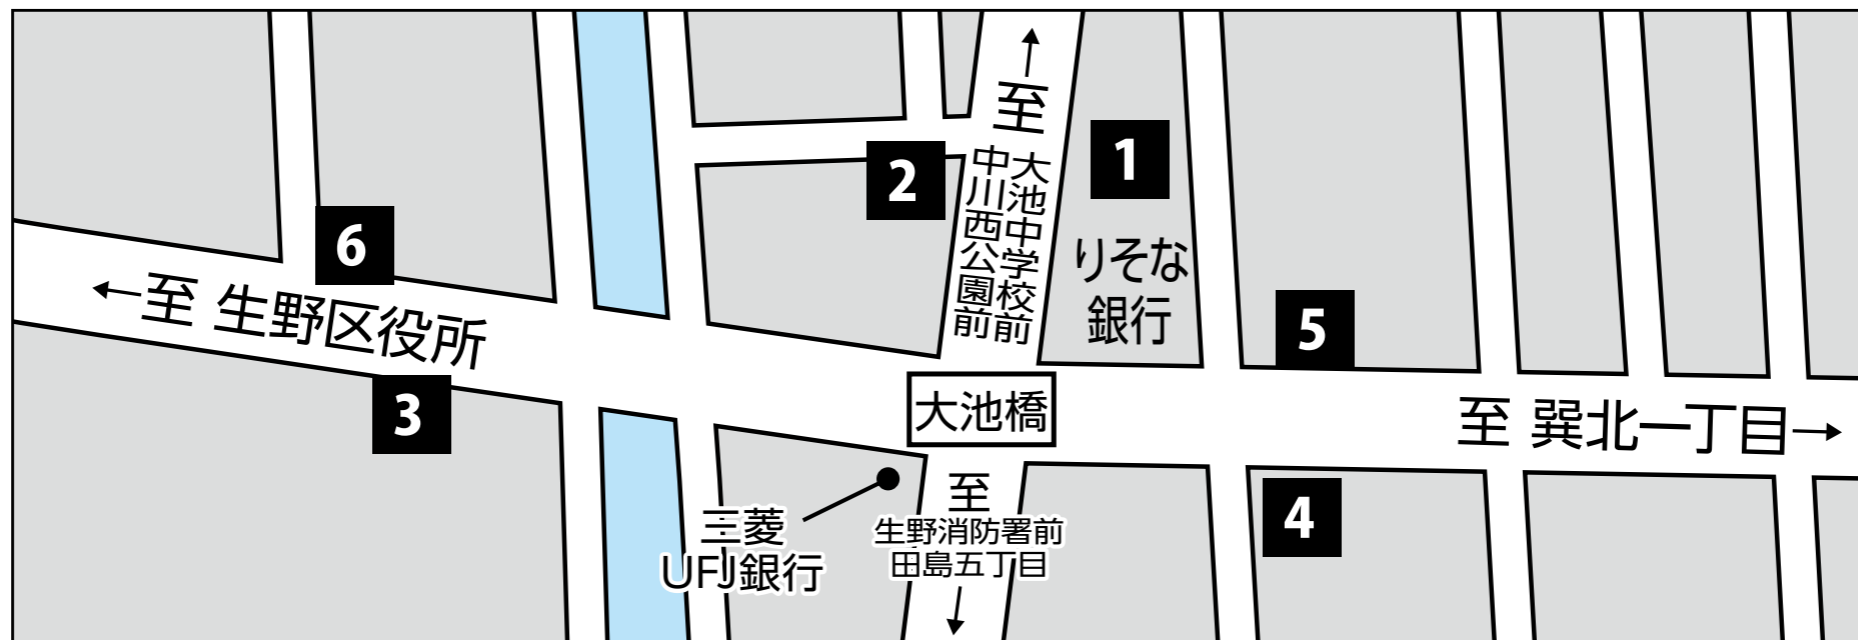 至
大池中学校前
中川西公園前
1
2
りそな
銀行
6
←至 生野区役所
5
3
大池橋
至 巽北一丁目→
三菱
UFJ銀行
至
生野消防署前
田島五丁目
4